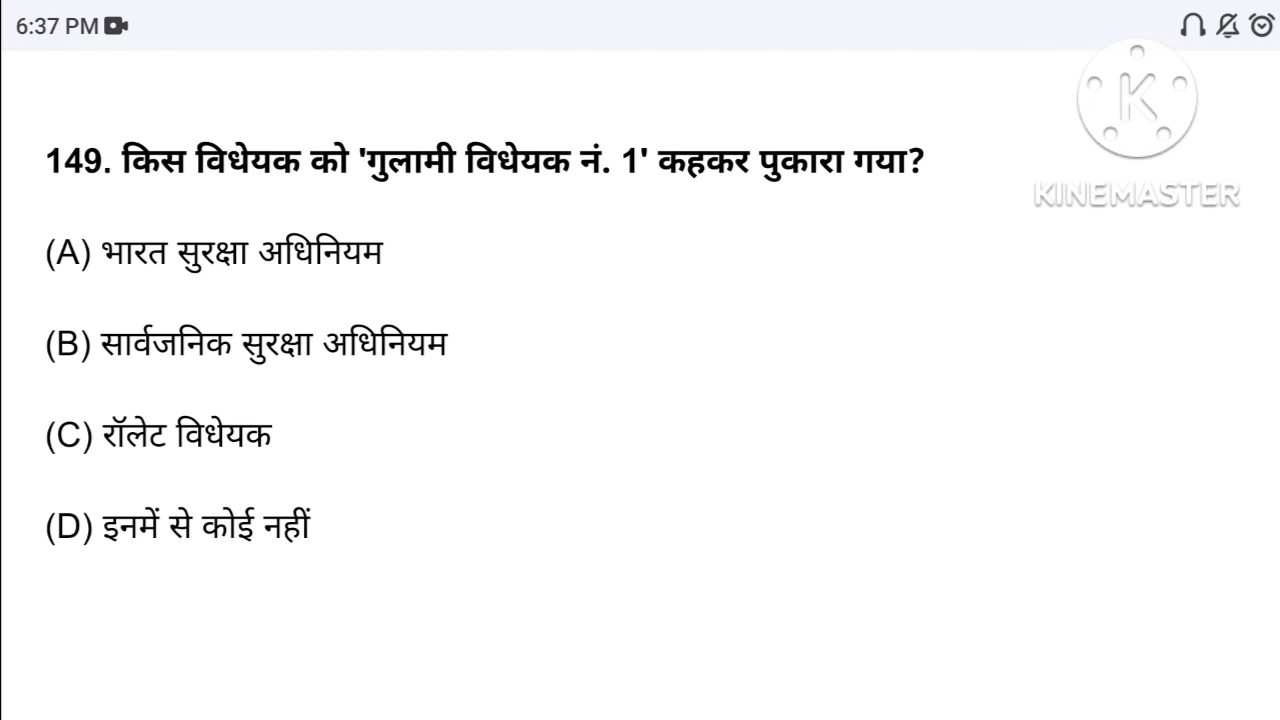 6:37 PM
KINEMASTER
149. किस विधेयक को 'गुलामी विधेयक नं. 1' कहकर पुकारा गया?
(A) भारत सुरक्षा अधिनियम
(B) सार्वजनिक सुरक्षा अधिनियम
(C) रॉलेट विधेयक
(D) इनमें से कोई नहीं